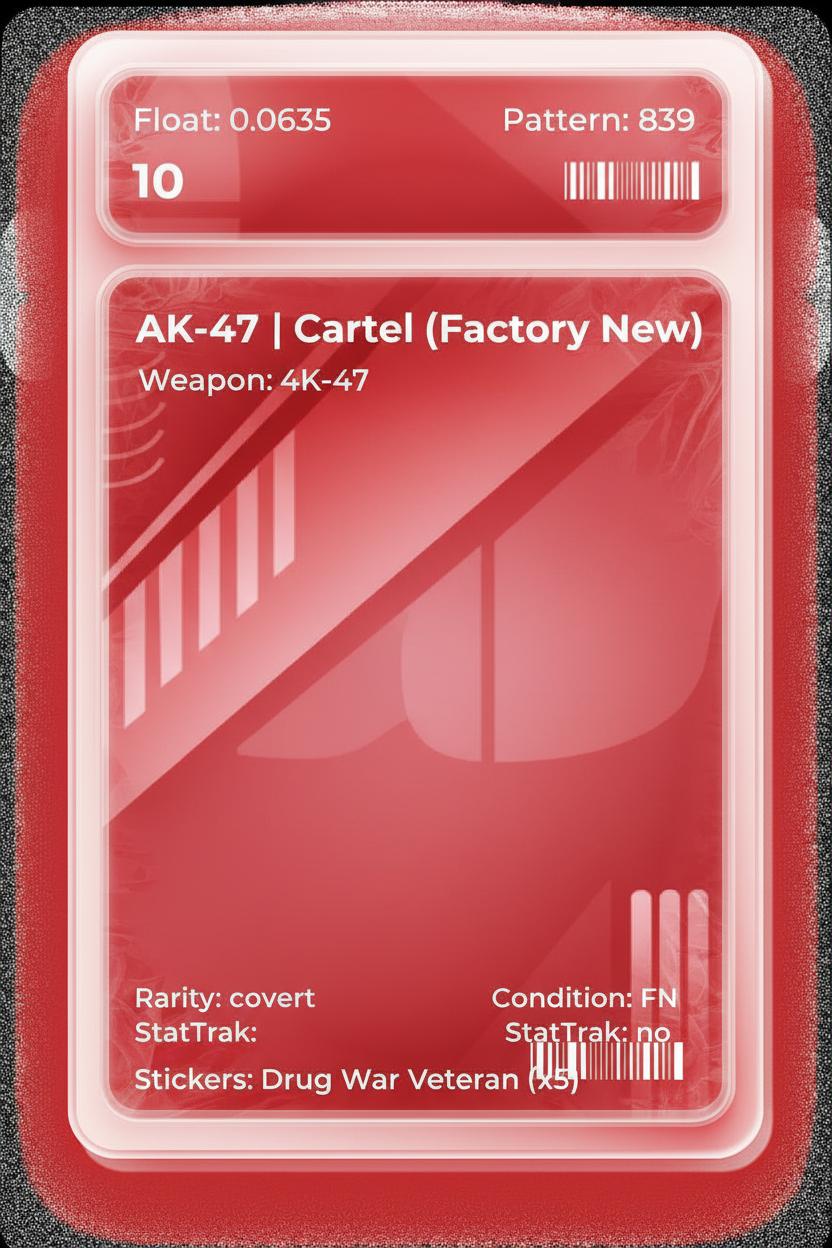 Float: 0.0635
Pattern: 839
10
AK-47 | Cartel (Factory New)
Weapon: 4K-47
Rarity: covert
Condition: FN
StatTrak:
StatTrak: no
Stickers: Drug War Veteran (x5)